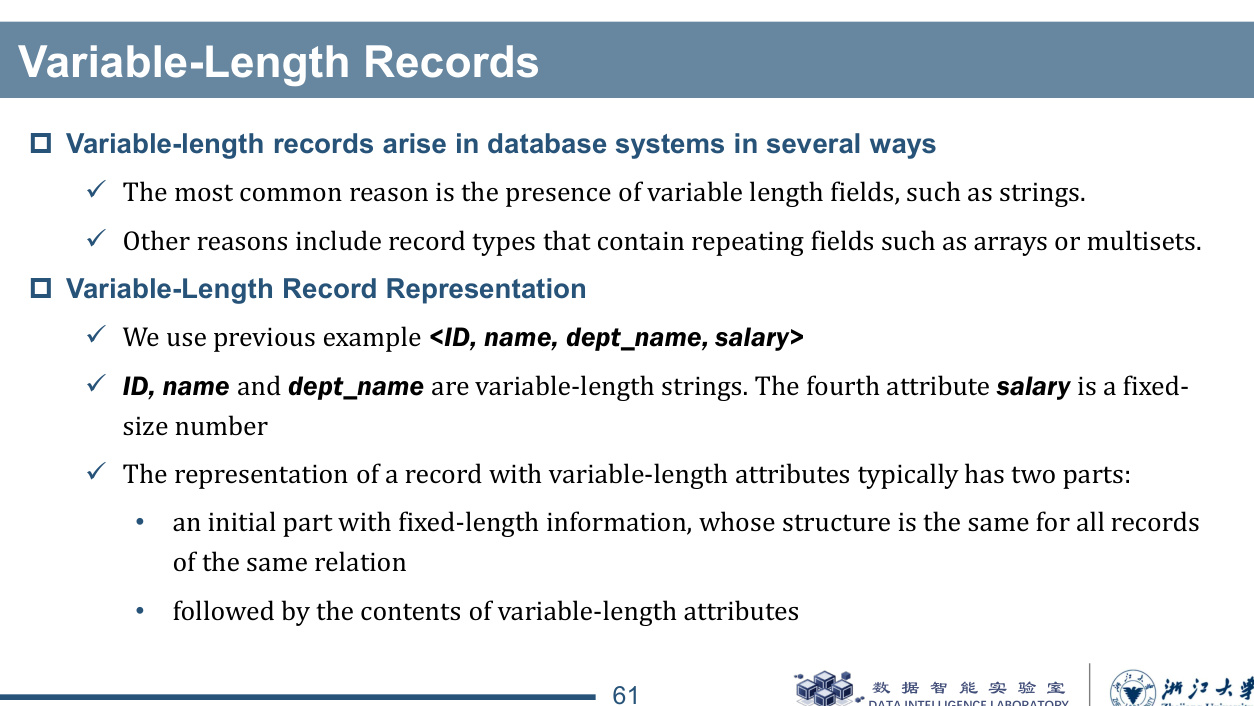 Variable-Length Records
Variable-length records arise in database systems in several ways
The most common reason is the presence of variable length fields, such as strings.
Other reasons include record types that contain repeating fields such as arrays or multisets.
Variable-Length Record Representation
We use previous example <ID, name, dept_name, salary>
ID, name and dept_name are variable-length strings. The fourth attribute salary is a fixed-
size number
The representation of a record with variable-length attributes typically has two parts:
an initial part with fixed-length information, whose structure is the same for all records
of the same relation
followed by the contents of variable-length attributes
61
数据智能实验室
DATA INTELLIGENCE LABORATORY
浙江大学